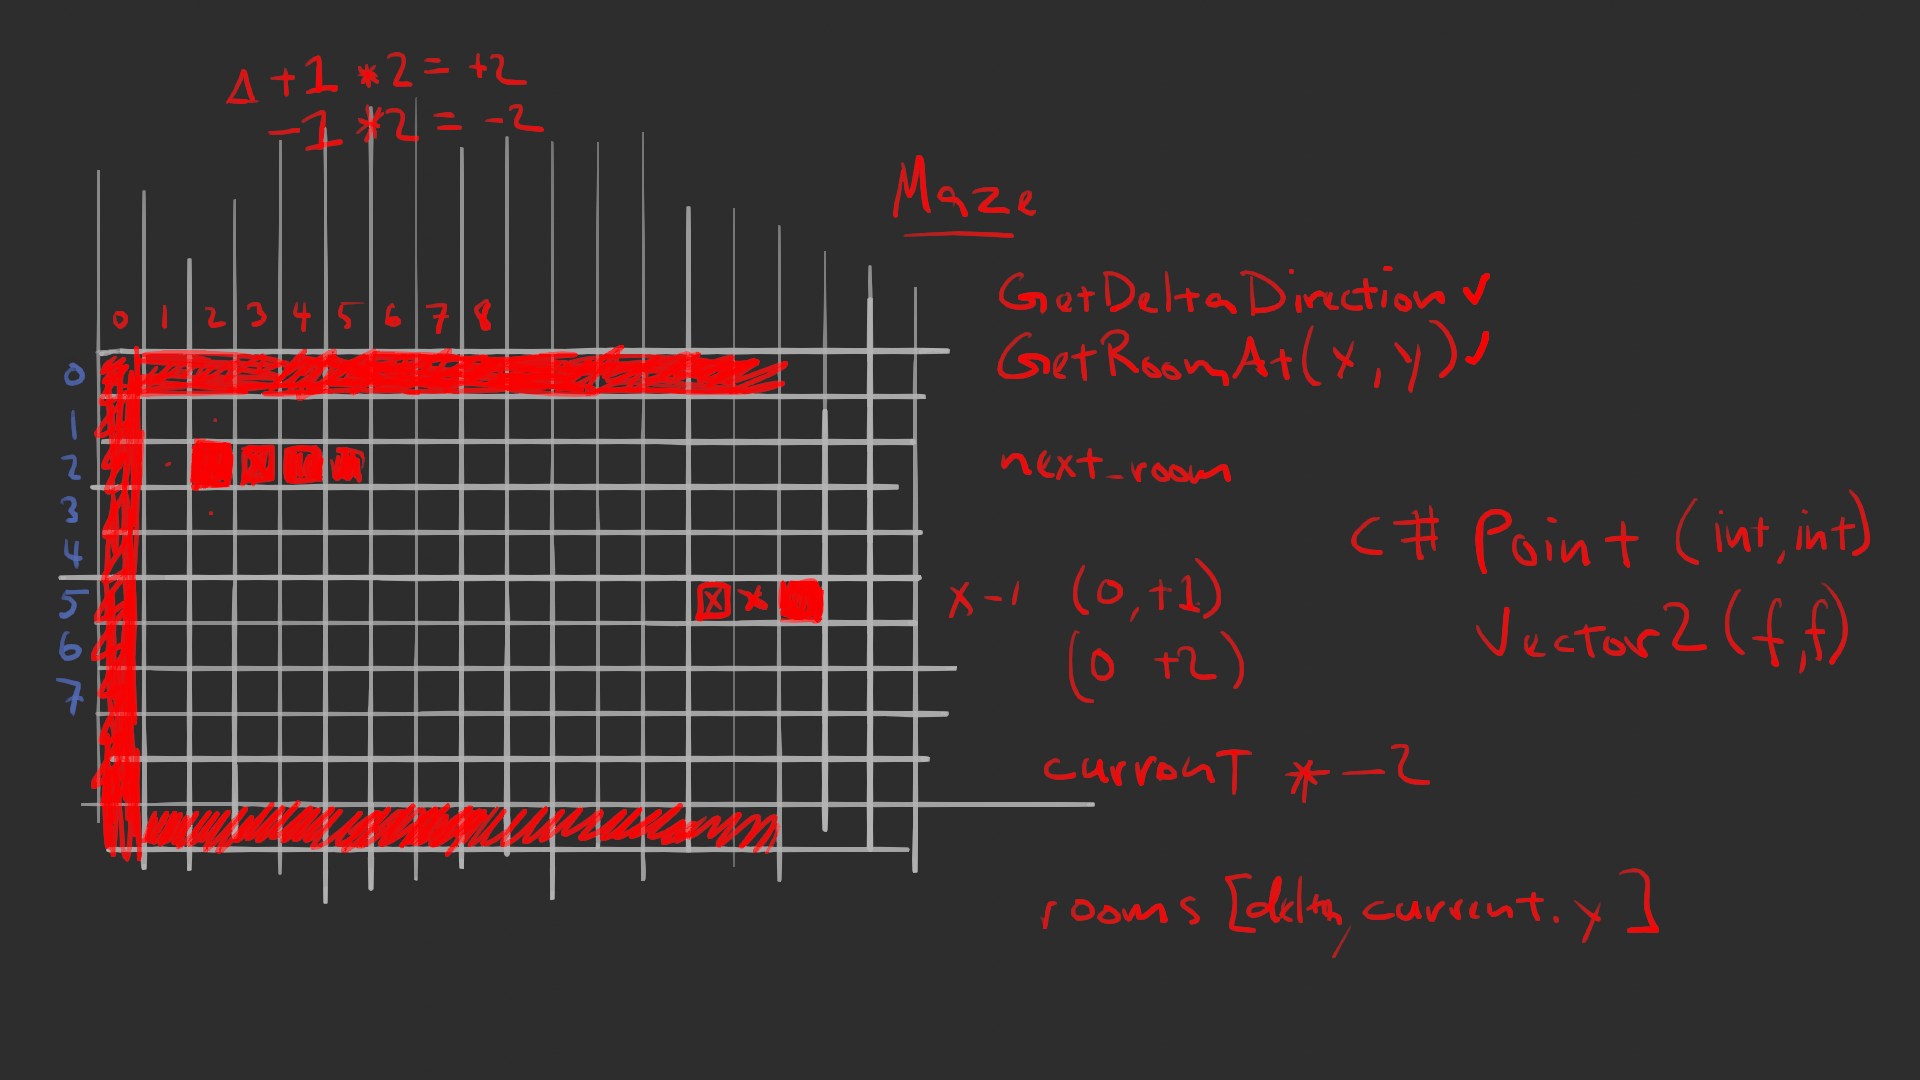 Δ +1 * 2 = +2
-1 * 2 = -2
Maze
GetDeltaDirection ✓
GetRoomAt(x, y) ✓
0 1 2 3 4 5 6 7 8
0
1
2
3
4
5
6
7
x x
next_room
C# Point (int, int)
Vector2 (f, f)
x-1 (0, +1)
(0 +2)
current * -2
rooms [delta, current.y]